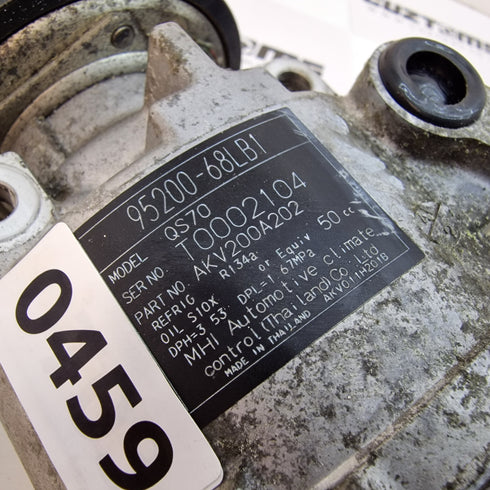 95200-68LB1
MODEL QS70
SER NO. T0002104
PART NO. AKV200A202
REFRIG R134a
OIL S10X or Equiv 50 cc
DPH=3.53 DPL=1.67MPa
MHI Automotive climate
control (Thailand) Co., Ltd
MADE IN THAILAND AKV011H201B
0459